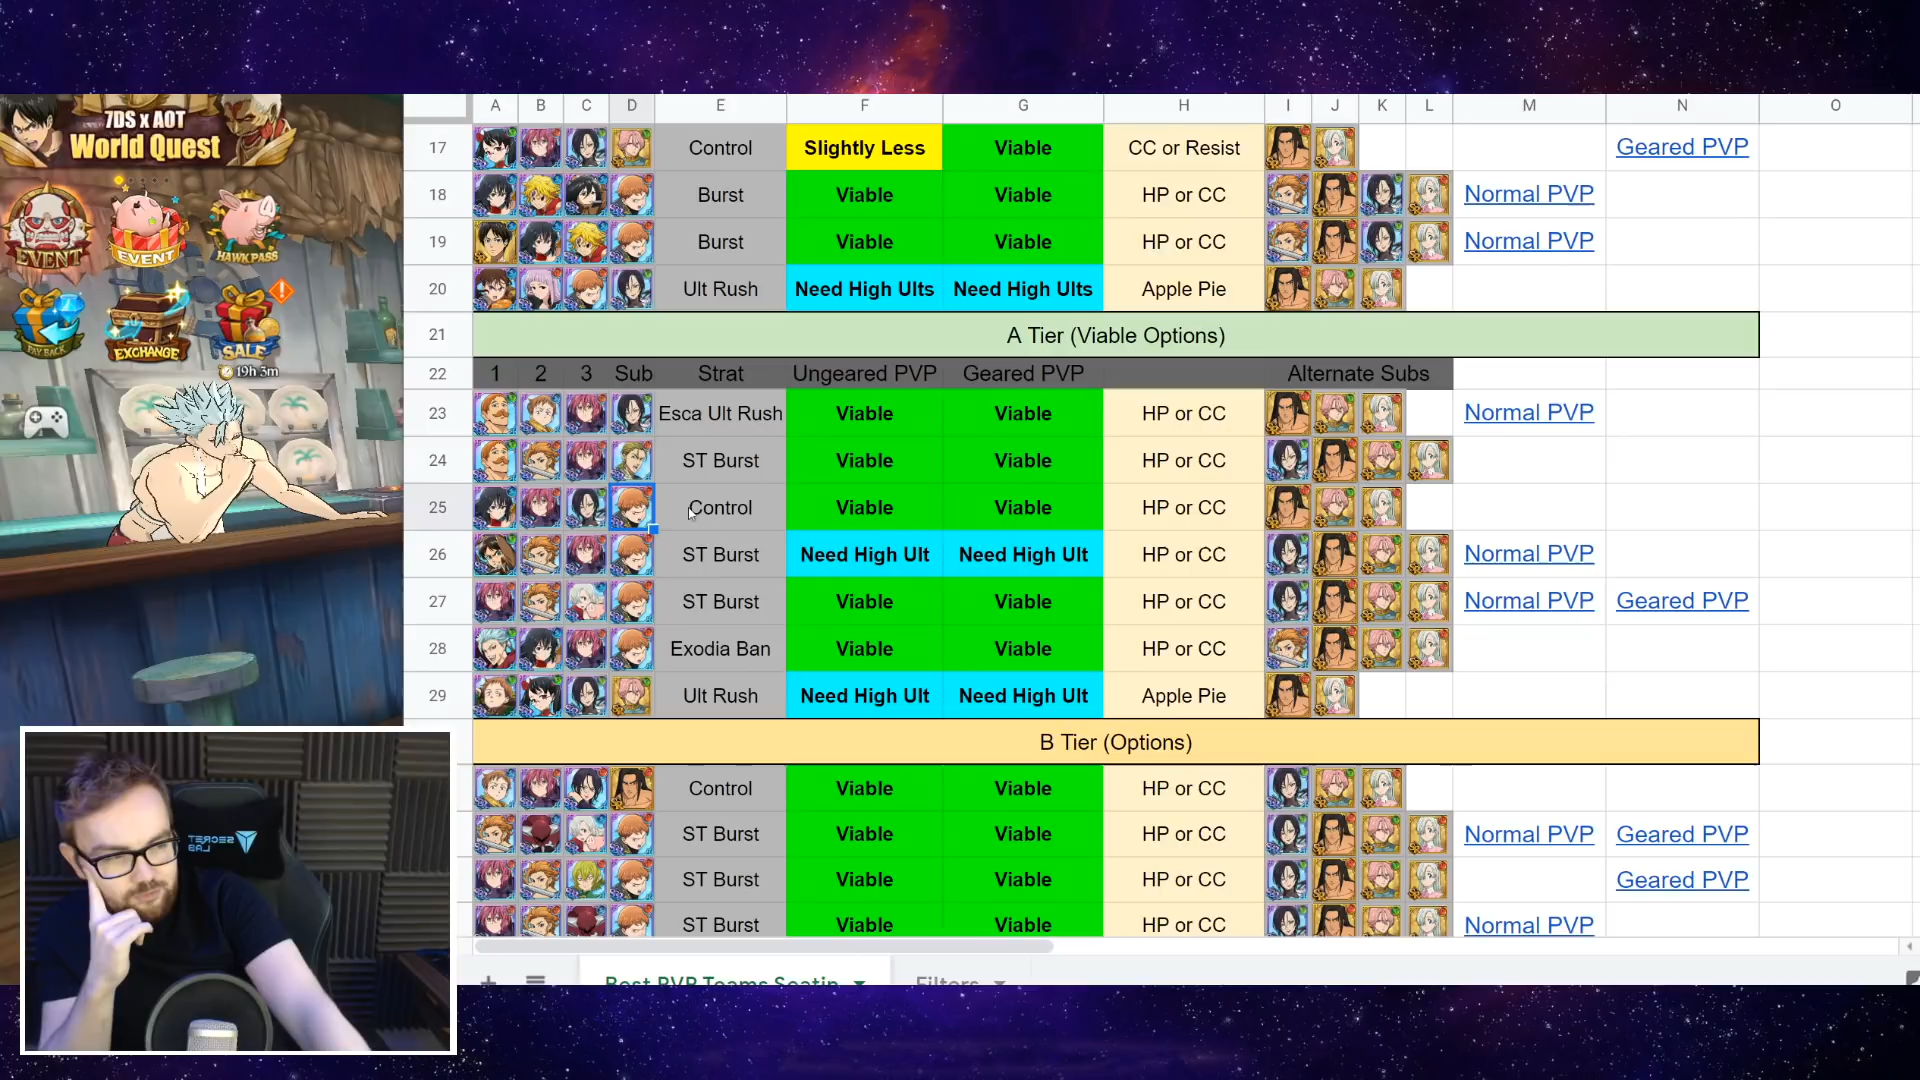 7DS x AOT
World Quest
EVENT
EVENT
HAWK PASS
PAY BACK
EXCHANGE
SALE
19h 3m
A B C D E F G H I J K L M N O
17 Control Slightly Less Viable CC or Resist Geared PVP
18 Burst Viable Viable HP or CC Normal PVP
19 Burst Viable Viable HP or CC Normal PVP
20 Ult Rush Need High Ults Need High Ults Apple Pie
21 A Tier (Viable Options)
22 1 2 3 Sub Strat Ungeared PVP Geared PVP Alternate Subs
23 Esca Ult Rush Viable Viable HP or CC Normal PVP
24 ST Burst Viable Viable HP or CC
25 Control Viable Viable HP or CC
26 ST Burst Need High Ult Need High Ult HP or CC Normal PVP
27 ST Burst Viable Viable HP or CC Normal PVP Geared PVP
28 Exodia Ban Viable Viable HP or CC
29 Ult Rush Need High Ult Need High Ult Apple Pie
B Tier (Options)
Control Viable Viable HP or CC
ST Burst Viable Viable HP or CC Normal PVP Geared PVP
ST Burst Viable Viable HP or CC Geared PVP
ST Burst Viable Viable HP or CC Normal PVP
Best PVP Teams Seatin
Filters
SECRET
LAB